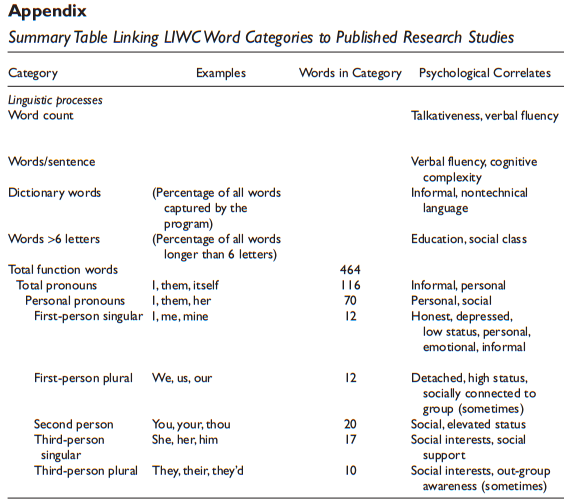 Appendix
Summary Table Linking LIWC Word Categories to Published Research Studies
Category Examples Words in Category Psychological Correlates
Linguistic processes
Word count Talkativeness, verbal fluency
Words/sentence Verbal fluency, cognitive
complexity
Dictionary words (Percentage of all words Informal, nontechnical
captured by the language
program)
Words >6 letters (Percentage of all words Education, social class
longer than 6 letters)
Total function words 464
Total pronouns I, them, itself 116 Informal, personal
Personal pronouns I, them, her 70 Personal, social
First-person singular I, me, mine 12 Honest, depressed,
low status, personal,
emotional, informal
First-person plural We, us, our 12 Detached, high status,
socially connected to
group (sometimes)
Second person You, your, thou 20 Social, elevated status
Third-person She, her, him 17 Social interests, social
singular support
Third-person plural They, their, they'd 10 Social interests, out-group
awareness (sometimes)